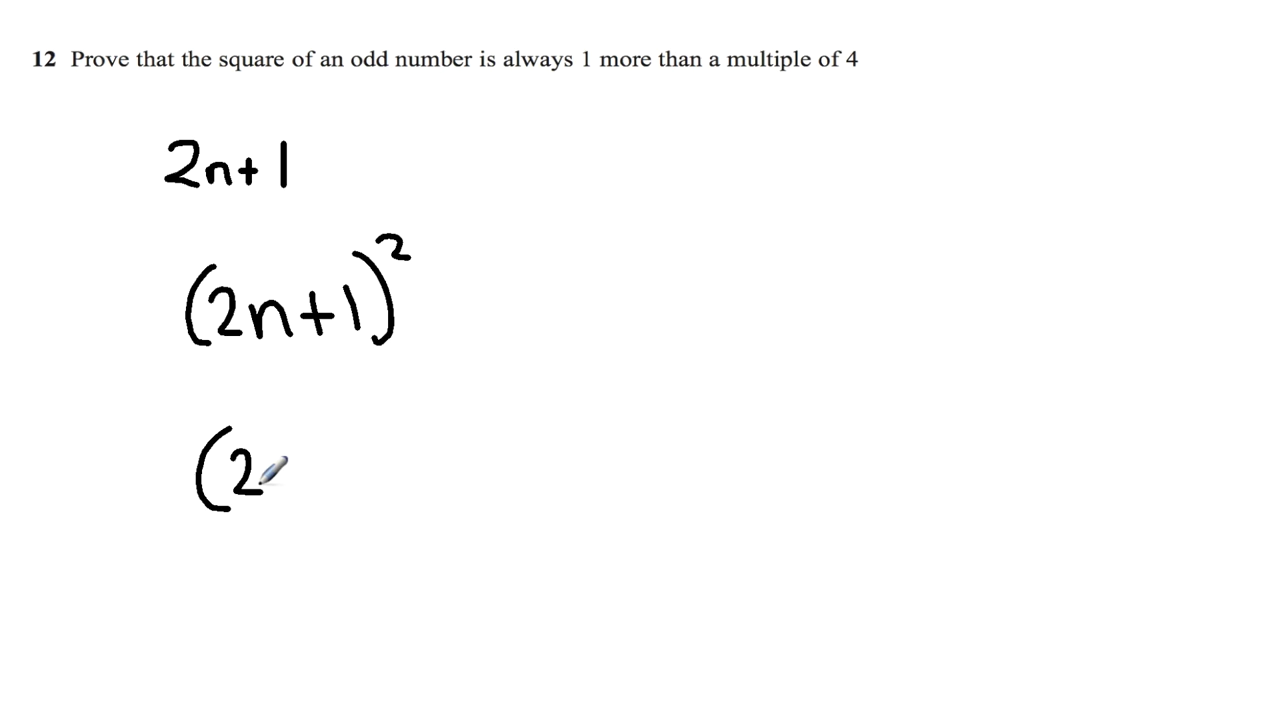 12 Prove that the square of an odd number is always 1 more than a multiple of 4
2n+1
(2n+1)²
(2